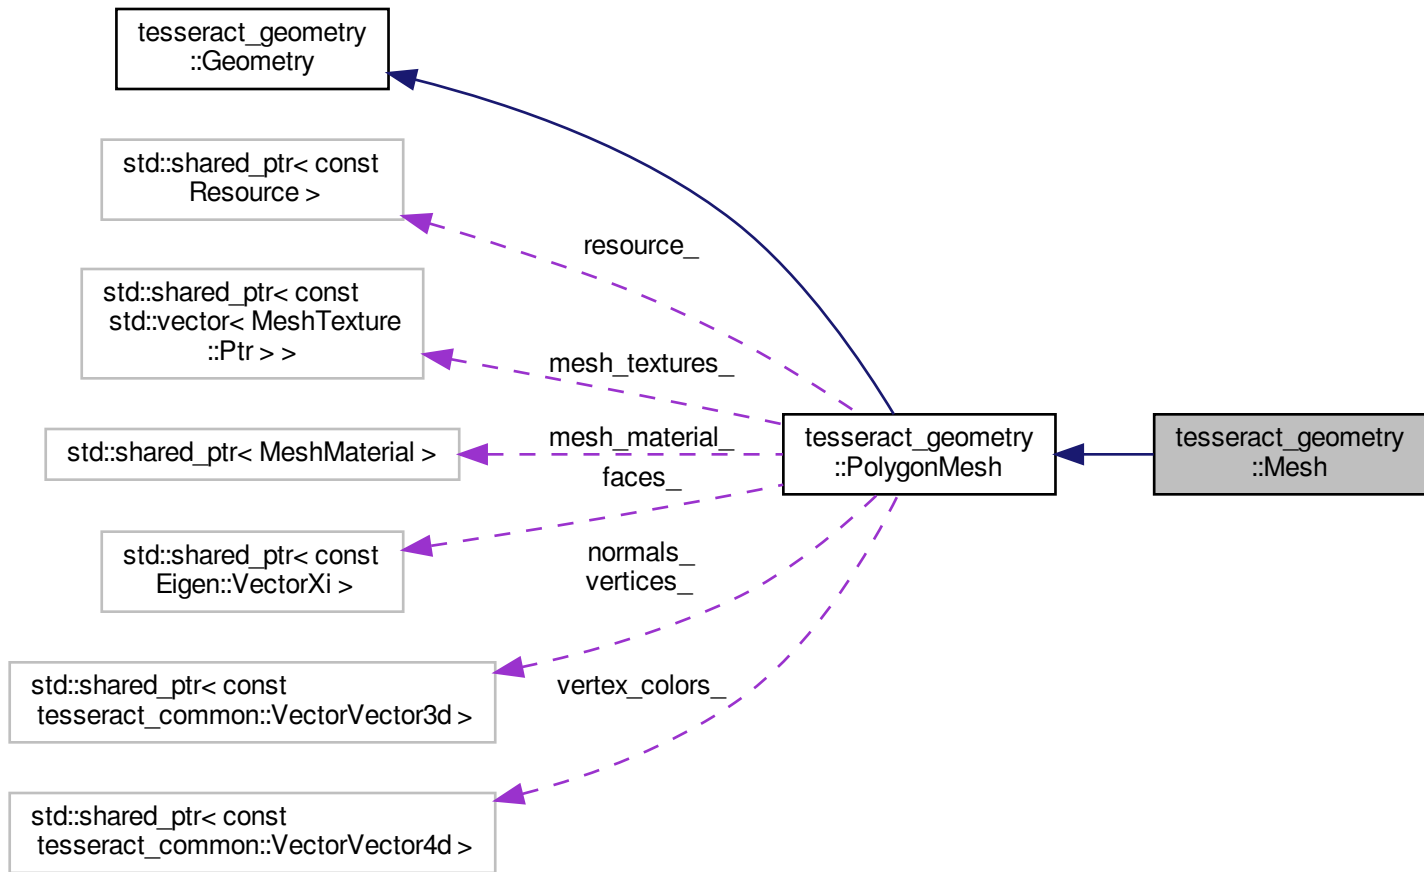 tesseract_geometry
::Geometry
std::shared_ptr< const
Resource >
resource_
std::shared_ptr< const
std::vector< MeshTexture
::Ptr > >
mesh_textures_
std::shared_ptr< MeshMaterial >
mesh_material_
tesseract_geometry
::PolygonMesh
tesseract_geometry
::Mesh
faces_
std::shared_ptr< const
Eigen::VectorXi >
normals_
vertices_
std::shared_ptr< const
tesseract_common::VectorVector3d >
vertex_colors_
std::shared_ptr< const
tesseract_common::VectorVector4d >